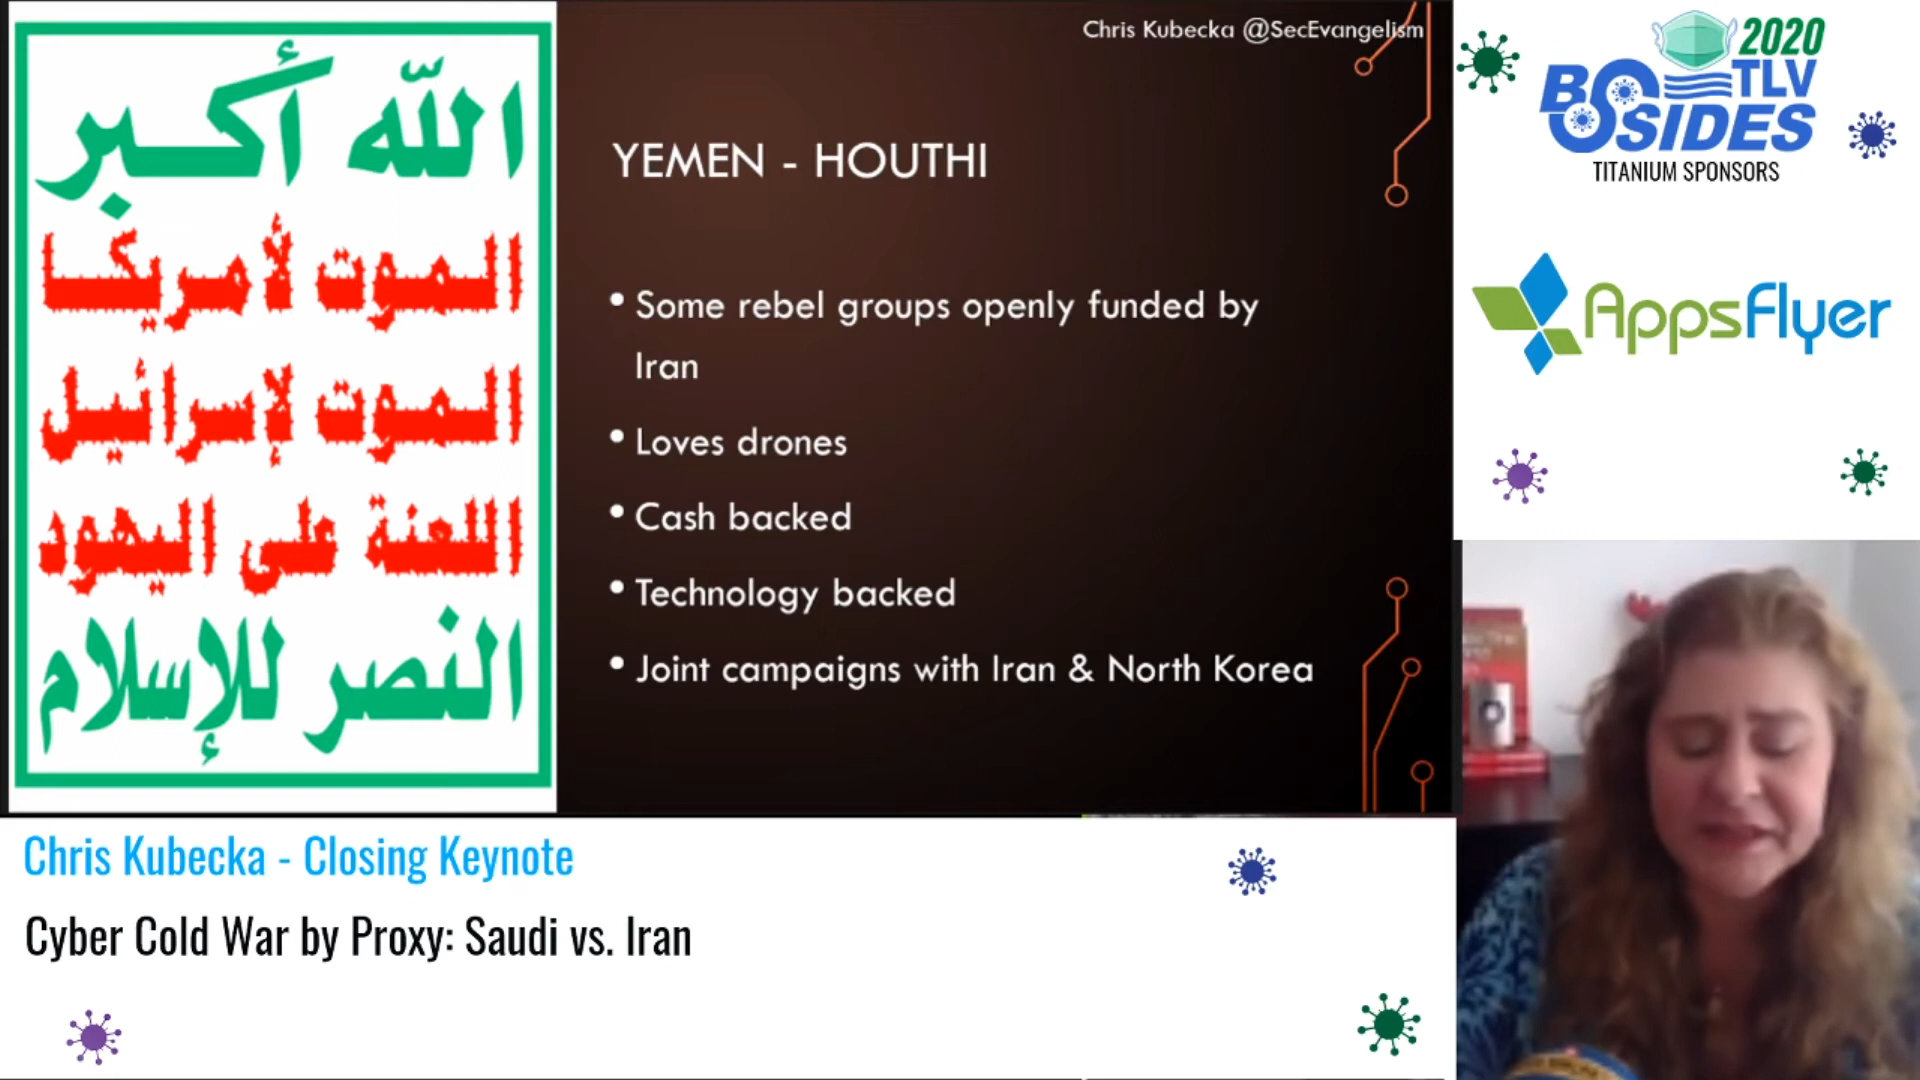 الله أكبر
الموت لأمريكا
الموت لإسرائيل
اللعنة على اليهود
النصر للإسلام
Chris Kubecka @SecEvangelism
YEMEN - HOUTHI
• Some rebel groups openly funded by
Iran
• Loves drones
• Cash backed
• Technology backed
• Joint campaigns with Iran & North Korea
2020
BSIDES
TLV
TITANIUM SPONSORS
AppsFlyer
Chris Kubecka - Closing Keynote
Cyber Cold War by Proxy: Saudi vs. Iran